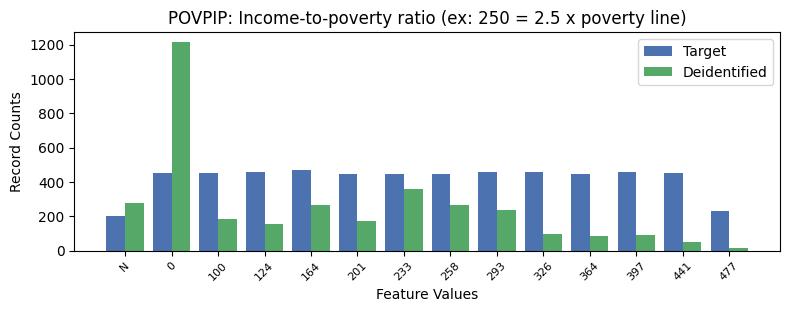 POVPIP: Income-to-poverty ratio (ex: 250 = 2.5 x poverty line)
Target
Deidentified
Record Counts
1200
1000
800
600
400
200
0
N 0 100 124 164 201 233 258 293 326 364 397 441 477
Feature Values